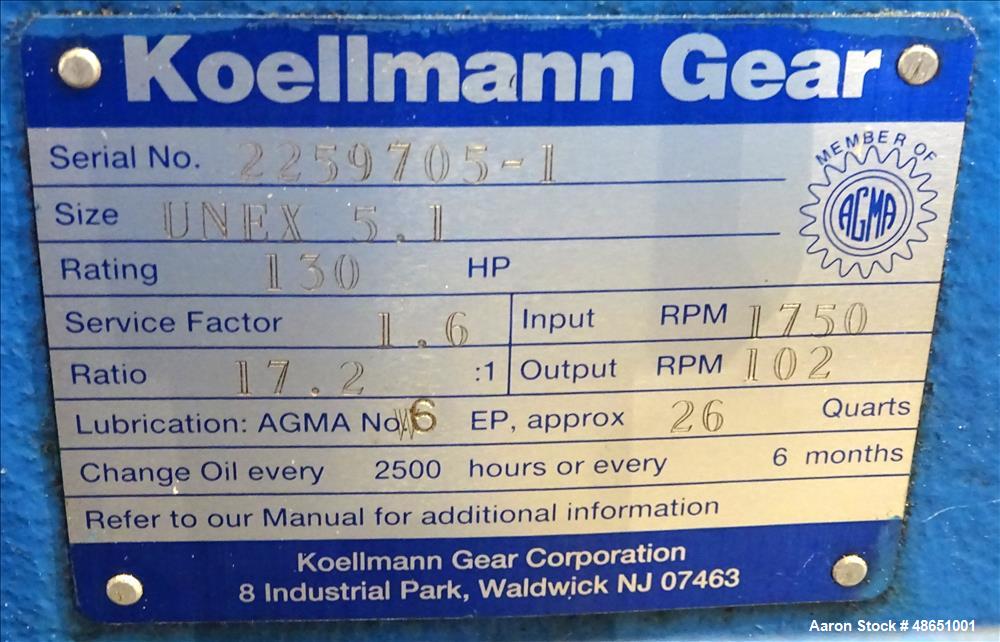 Koellmann Gear
Serial No. 2259705-1
MEMBER OF
AGMA
Size UNEX 5.1
Rating 130 HP
Service Factor 1.6 Input RPM 1750
Ratio 17.2 :1 Output RPM 102
Lubrication: AGMA No. 6 EP, approx 26 Quarts
Change Oil every 2500 hours or every 6 months
Refer to our Manual for additional information
Koellmann Gear Corporation
8 Industrial Park, Waldwick NJ 07463
Aaron Stock # 48651001